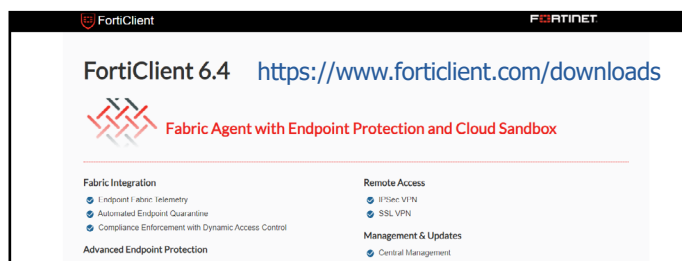 FortiClient
FORTINET
FortiClient 6.4 https://www.forticlient.com/downloads
Fabric Agent with Endpoint Protection and Cloud Sandbox
Fabric Integration
Endpoint Fabric Telemetry
Automated Endpoint Quarantine
Compliance Enforcement with Dynamic Access Control
Advanced Endpoint Protection
Remote Access
IPSec VPN
SSL VPN
Management & Updates
Central Management